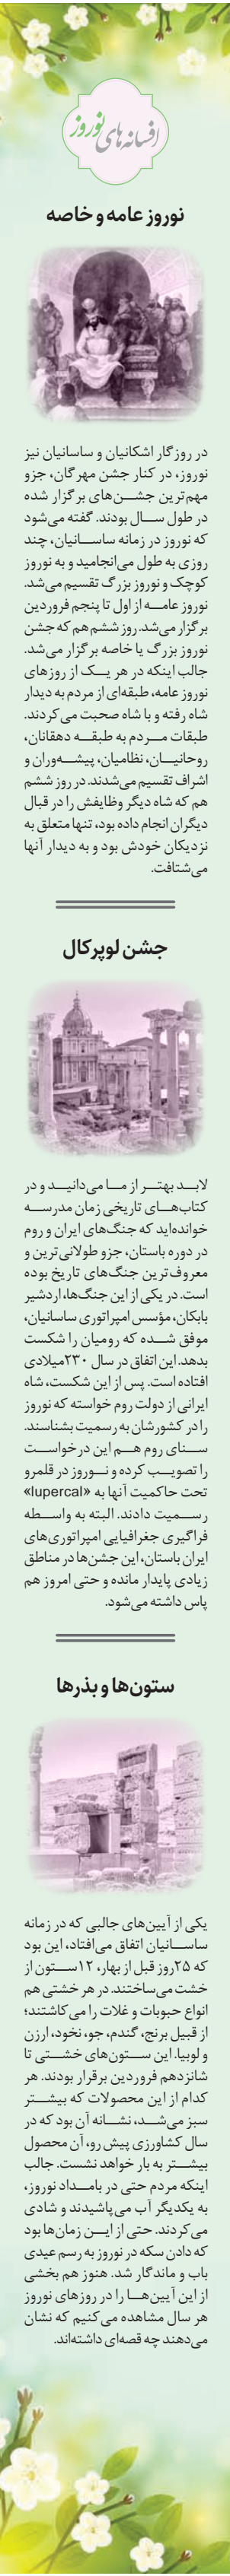 افسانه‌های نوروز
نوروز عامه و خاصه
در روزگار اشکانیان و ساسانیان نیز
نوروز، در کنار جشن مهرگان، جزو
مهم‌ترین جشن‌های برگزار شده
در طول سال بودند. گفته می‌شود
که نوروز در زمانه ساسانیان، چند
روزی به طول می‌انجامید و به نوروز
کوچک و نوروز بزرگ تقسیم می‌شد.
نوروز عامه از اول تا پنجم فروردین
برگزار می‌شد. روز ششم هم که جشن
نوروز بزرگ یا خاصه برگزار می‌شد.
جالب اینکه در هر یک از روزهای
نوروز عامه، طبقه‌ای از مردم به دیدار
شاه رفته و با شاه صحبت می‌کردند.
طبقات مردم به طبقه دهقانان،
روحانیان، نظامیان، پیشه‌وران و
اشراف تقسیم می‌شدند. در روز ششم
هم که شاه دیگر وظایفش را در قبال
دیگران انجام داده بود، تنها متعلق به
نزدیکان خودش بود و به دیدار آنها
می‌شتافت.
جشن لوپرکال
لابد بهتر از ما می‌دانید و در
کتاب‌های تاریخی زمان مدرسه
خوانده‌اید که جنگ‌های ایران و روم
در دوره باستان، جزو طولانی‌ترین و
معروف‌ترین جنگ‌های تاریخ بوده
است. در یکی از این جنگ‌ها، اردشیر
بابکان، مؤسس امپراتوری ساسانیان،
موفق شده که رومیان را شکست
بدهد. این اتفاق در سال ۲۳۰میلادی
افتاده است. پس از این شکست، شاه
ایرانی از دولت روم خواسته که نوروز
را در کشورشان به رسمیت بشناسند.
سنای روم هم این درخواست
را تصویب کرده و نوروز در قلمرو
تحت حاکمیت آنها به «lupercal»
رسمیت دادند. البته به واسطه
فراگیری جغرافیایی امپراتوری‌های
ایران باستان، این جشن‌ها در مناطق
زیادی پایدار مانده و حتی امروز هم
پاس داشته می‌شود.
ستون‌ها و بذرها
یکی از آیین‌های جالبی که در زمانه
ساسانیان اتفاق می‌افتاد، این بود
که ۲۵روز قبل از بهار، ۱۲ستون از
خشت می‌ساختند. در هر خشتی هم
انواع حبوبات و غلات را می‌کاشتند؛
از قبیل برنج، گندم، جو، نخود، ارزن
و لوبیا. این ستون‌های خشتی تا
شانزدهم فروردین برقرار بودند. هر
کدام از این محصولات که بیشتر
سبز می‌شد، نشانه آن بود که در
سال کشاورزی پیش رو، آن محصول
بیشتر به بار خواهد نشست. جالب
اینکه مردم حتی در بامداد نوروز،
به یکدیگر آب می‌پاشیدند و شادی
می‌کردند. حتی از این زمان‌ها بود
که دادن سکه در نوروز به رسم عیدی
باب و ماندگار شد. هنوز هم بخشی
از این آیین‌ها را در روزهای نوروز
هر سال مشاهده می‌کنیم که نشان
می‌دهند چه قصه‌ای داشته‌اند.